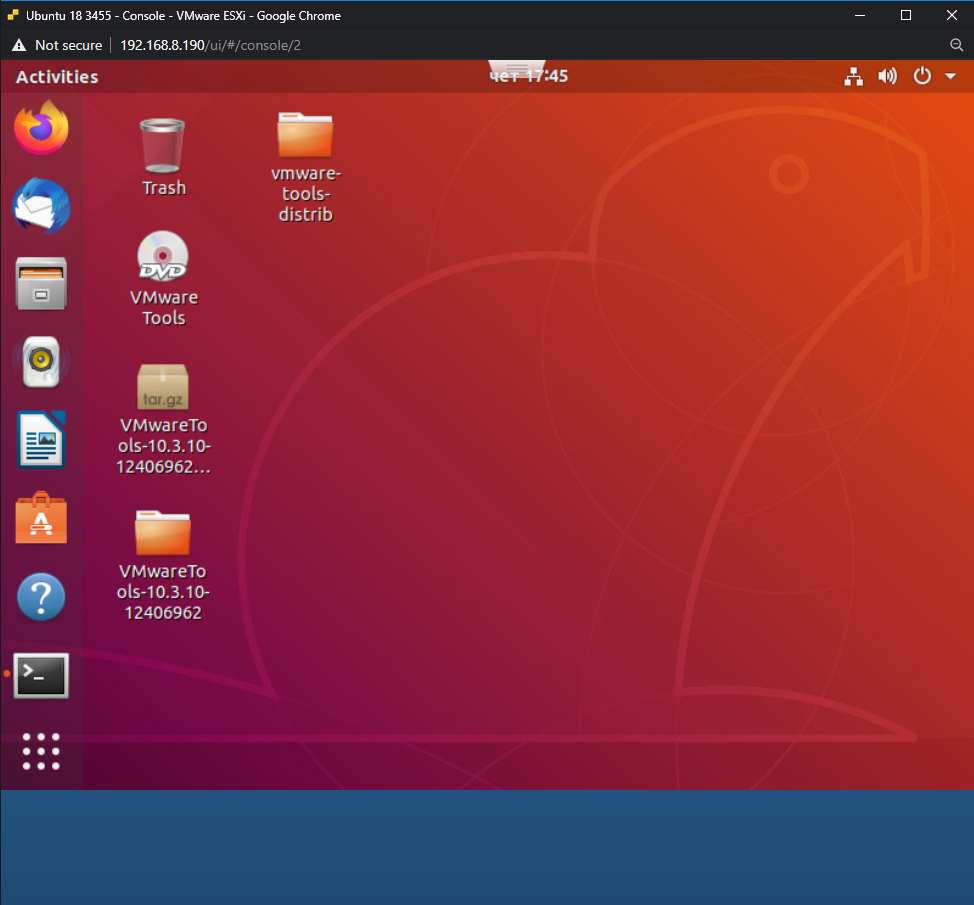 Ubuntu 18 3455 - Console - VMware ESXi - Google Chrome
Not secure
192.168.8.190/ui/#/console/2
Activities
чет 17:45
Trash
vmware-
tools-
distrib
DVD
VMware
Tools
tar.gz
VMwareTo
ols-10.3.10-
12406962...
VMwareTo
ols-10.3.10-
12406962